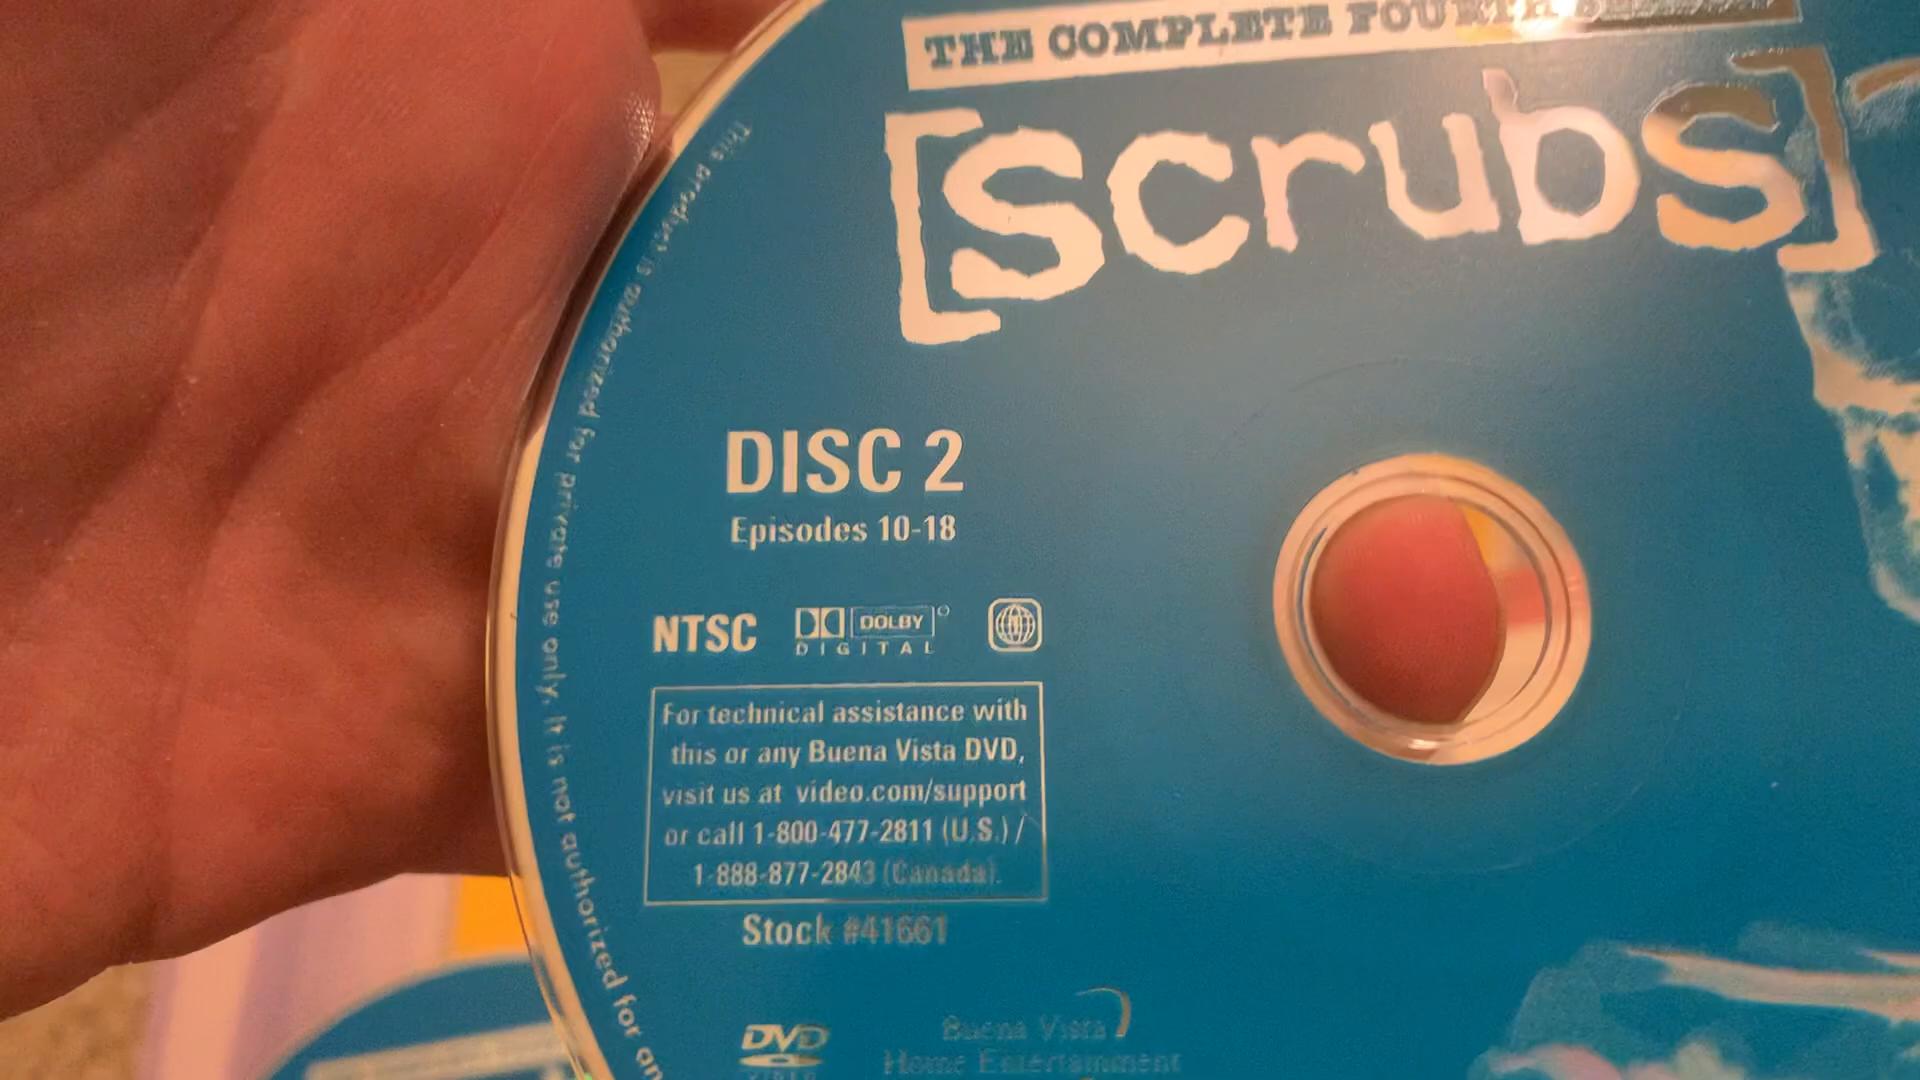 THE COMPLETE FOURTH SEASON
[scrubs]
DISC 2
Episodes 10-18
NTSC
DOLBY
DIGITAL
For technical assistance with
this or any Buena Vista DVD,
visit us at video.com/support
or call 1-800-477-2811 (U.S.) /
1-888-877-2843 (Canada).
Stock #41661
DVD
VIDEO
Buena Vista
Home Entertainment
This product is authorized for private use only. It is not authorized for an